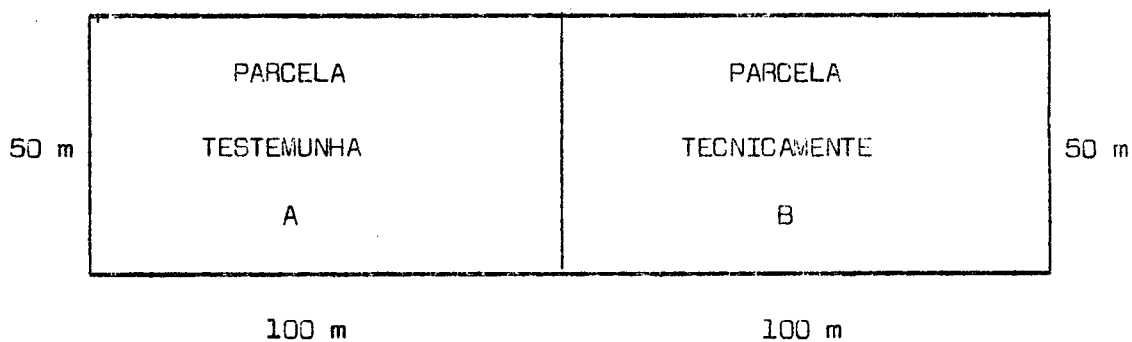 PARCELA PARCELA
50 m TESTEMUNHA TECNICAMENTE 50 m
A B
100 m 100 m